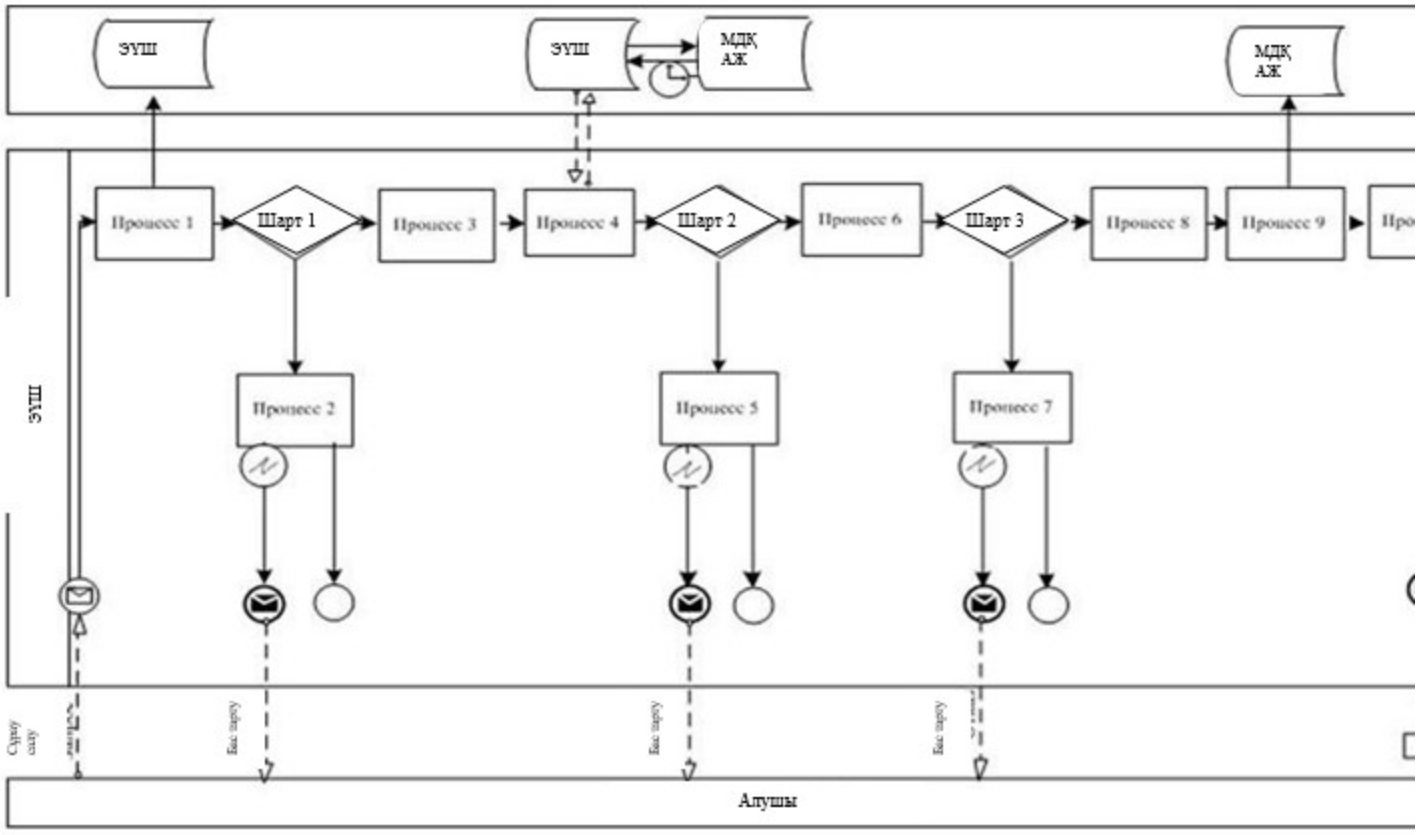 ЭҮШ
ЭҮШ
МДҚ
АЖ
МДҚ
АЖ
Процесс 1
Шарт 1
Процесс 3
Процесс 4
Шарт 2
Процесс 6
Шарт 3
Процесс 8
Процесс 9
ЭҮШ
Процесс 2
Процесс 5
Процесс 7
Сұрау
салу
Бас тарту
Бас тарту
Бас тарту
Алушы